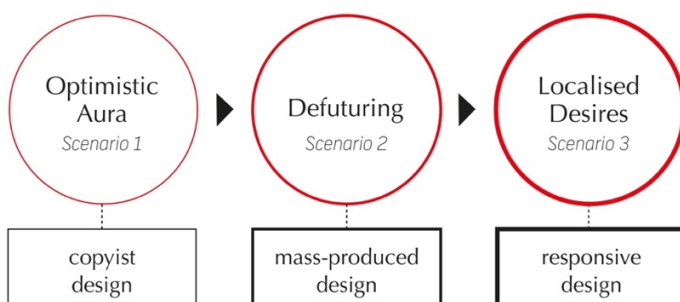 Optimistic
Aura
Scenario 1
Defuturing
Scenario 2
Localised
Desires
Scenario 3
copyist
design
mass-produced
design
responsive
design